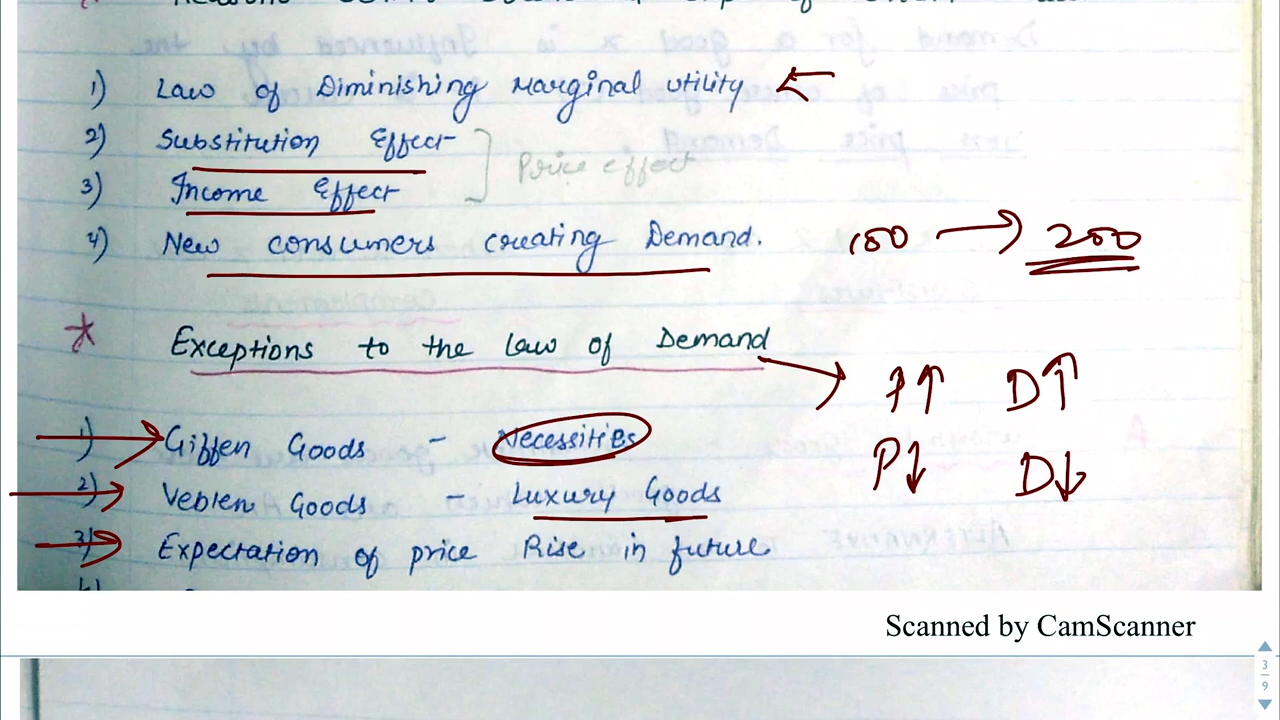 1) Law of Diminishing Marginal Utility
2) Substitution Effect
Price effect
3) Income Effect
4) New consumers creating Demand.
100 → 200
* Exceptions to the Law of Demand
P↑ D↑
1) Giffen Goods - Necessities
P↓ D↓
2) Veblen Goods - Luxury Goods
3) Expectation of price Rise in future
Scanned by CamScanner
3
9